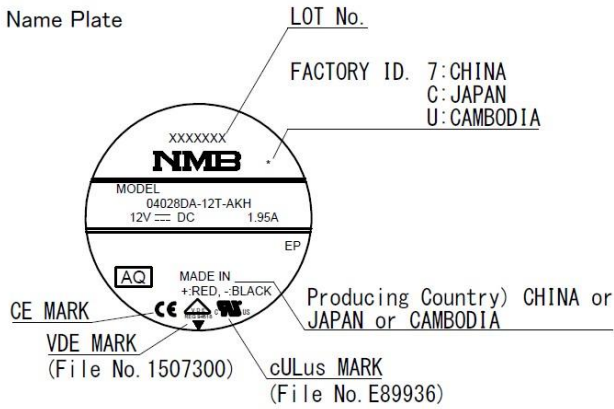 Name Plate
LOT No.
FACTORY ID. 7:CHINA
C:JAPAN
U:CAMBODIA
XXXXXXX
NMB *
MODEL
04028DA-12T-AKH
12V DC 1.95A
EP
AQ
MADE IN
+:RED, -:BLACK
CE
c US
CE MARK
VDE MARK
(File No.1507300)
cULus MARK
(File No.E89936)
Producing Country) CHINA or
JAPAN or CAMBODIA